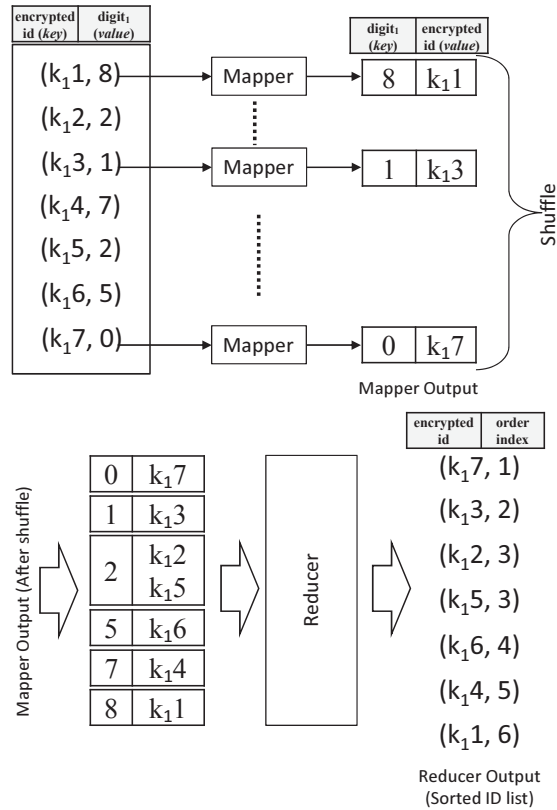 encrypted id (key) digit₁ (value)
(k₁1, 8)
(k₁2, 2)
(k₁3, 1)
(k₁4, 7)
(k₁5, 2)
(k₁6, 5)
(k₁7, 0)
Mapper
Mapper
Mapper
digit₁ (key) encrypted id (value)
8 k₁1
1 k₁3
0 k₁7
Mapper Output
Shuffle
Mapper Output (After shuffle)
0 k₁7
1 k₁3
2 k₁2
k₁5
5 k₁6
7 k₁4
8 k₁1
Reducer
encrypted id order index
(k₁7, 1)
(k₁3, 2)
(k₁2, 3)
(k₁5, 3)
(k₁6, 4)
(k₁4, 5)
(k₁1, 6)
Reducer Output
(Sorted ID list)